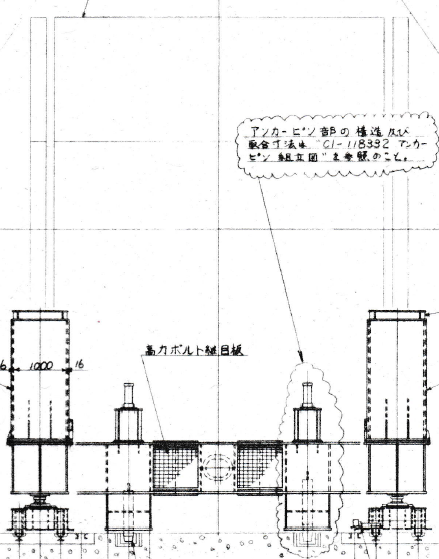 アンカーピン部の構造及び
取合寸法は "C1-118392 アンカー
ピン組立図" を参照のこと。
高力ボルト継目板
6 1000 16